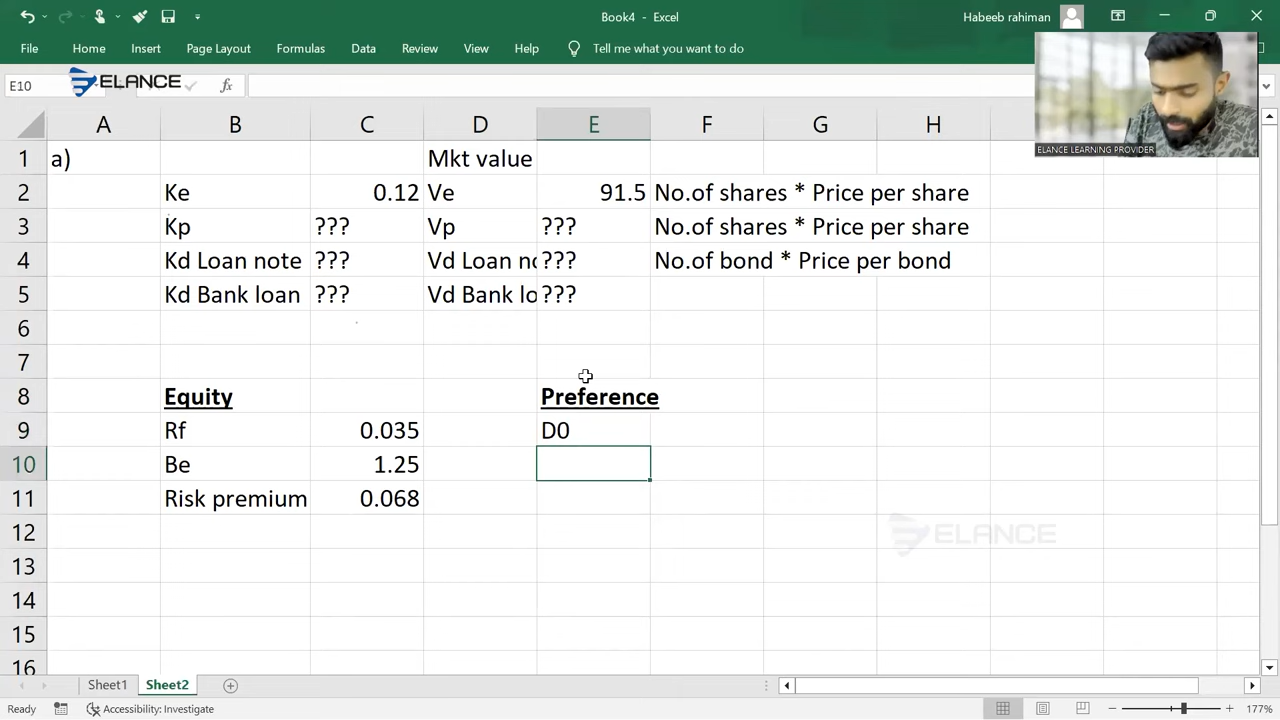 Book4 - Excel
Habeeb rahiman
File Home Insert Page Layout Formulas Data Review View Help Tell me what you want to do
E10
ELANCE
fx
ELANCE LEARNING PROVIDER
A B C D E F G H
1 a) Mkt value
2 Ke 0.12 Ve 91.5 No.of shares * Price per share
3 Kp ??? Vp ??? No.of shares * Price per share
4 Kd Loan note ??? Vd Loan no ??? No.of bond * Price per bond
5 Kd Bank loan ??? Vd Bank lo ???
6
7
8 Equity Preference
9 Rf 0.035 D0
10 Be 1.25
11 Risk premium 0.068
12
ELANCE
13
14
15
16
Sheet1 Sheet2
Ready Accessibility: Investigate 177%